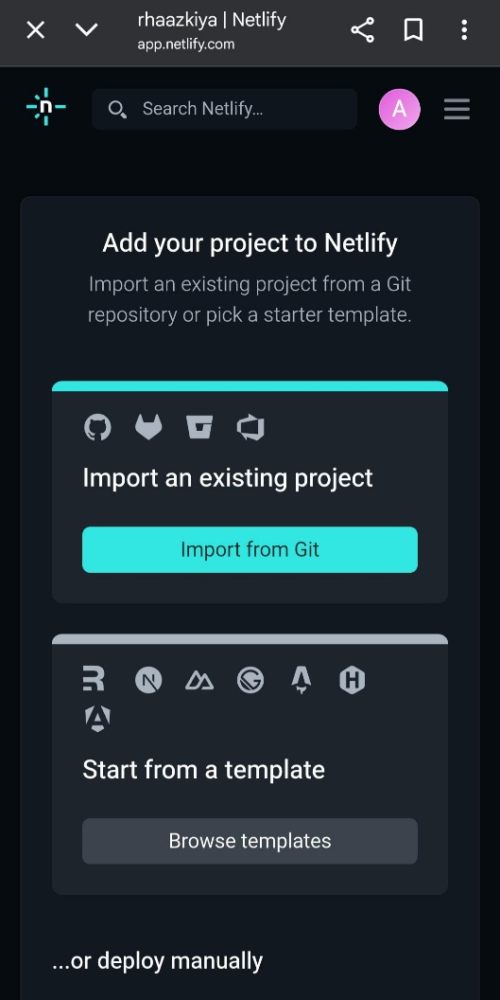 rhaazkiya | Netlify
app.netlify.com
n
Search Netlify...
A
Add your project to Netlify
Import an existing project from a Git
repository or pick a starter template.
Import an existing project
Import from Git
Start from a template
Browse templates
...or deploy manually